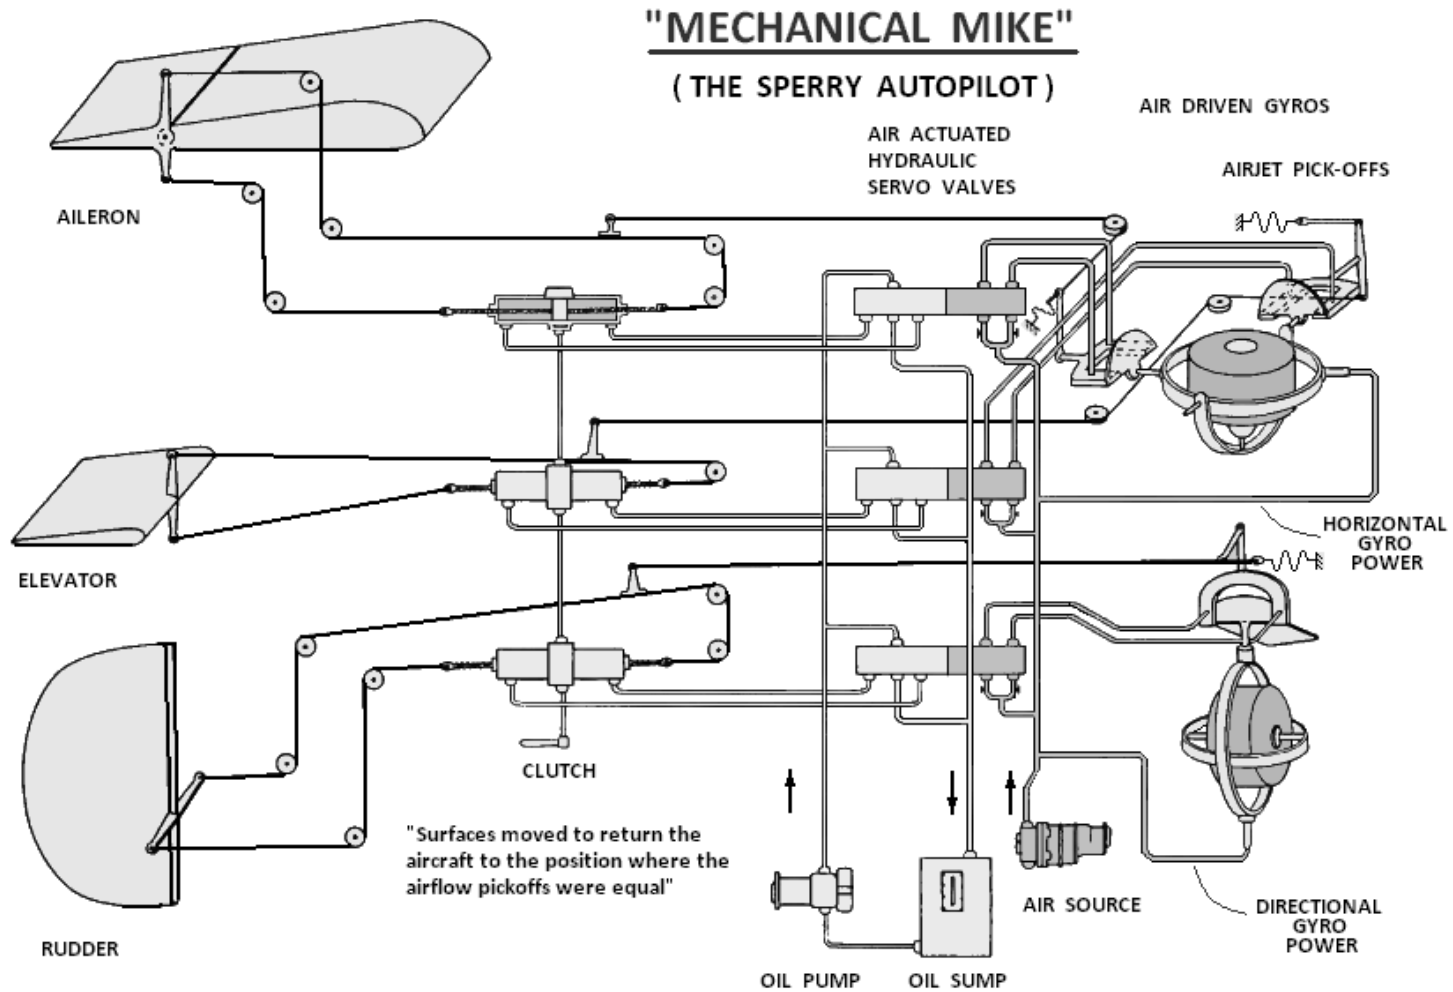 "MECHANICAL MIKE"
( THE SPERRY AUTOPILOT )
AIR DRIVEN GYROS
AIR ACTUATED
HYDRAULIC
SERVO VALVES
AIRJET PICK-OFFS
AILERON
HORIZONTAL
GYRO
POWER
ELEVATOR
CLUTCH
"Surfaces moved to return the
aircraft to the position where the
airflow pickoffs were equal"
AIR SOURCE
DIRECTIONAL
GYRO
POWER
RUDDER
OIL PUMP
OIL SUMP